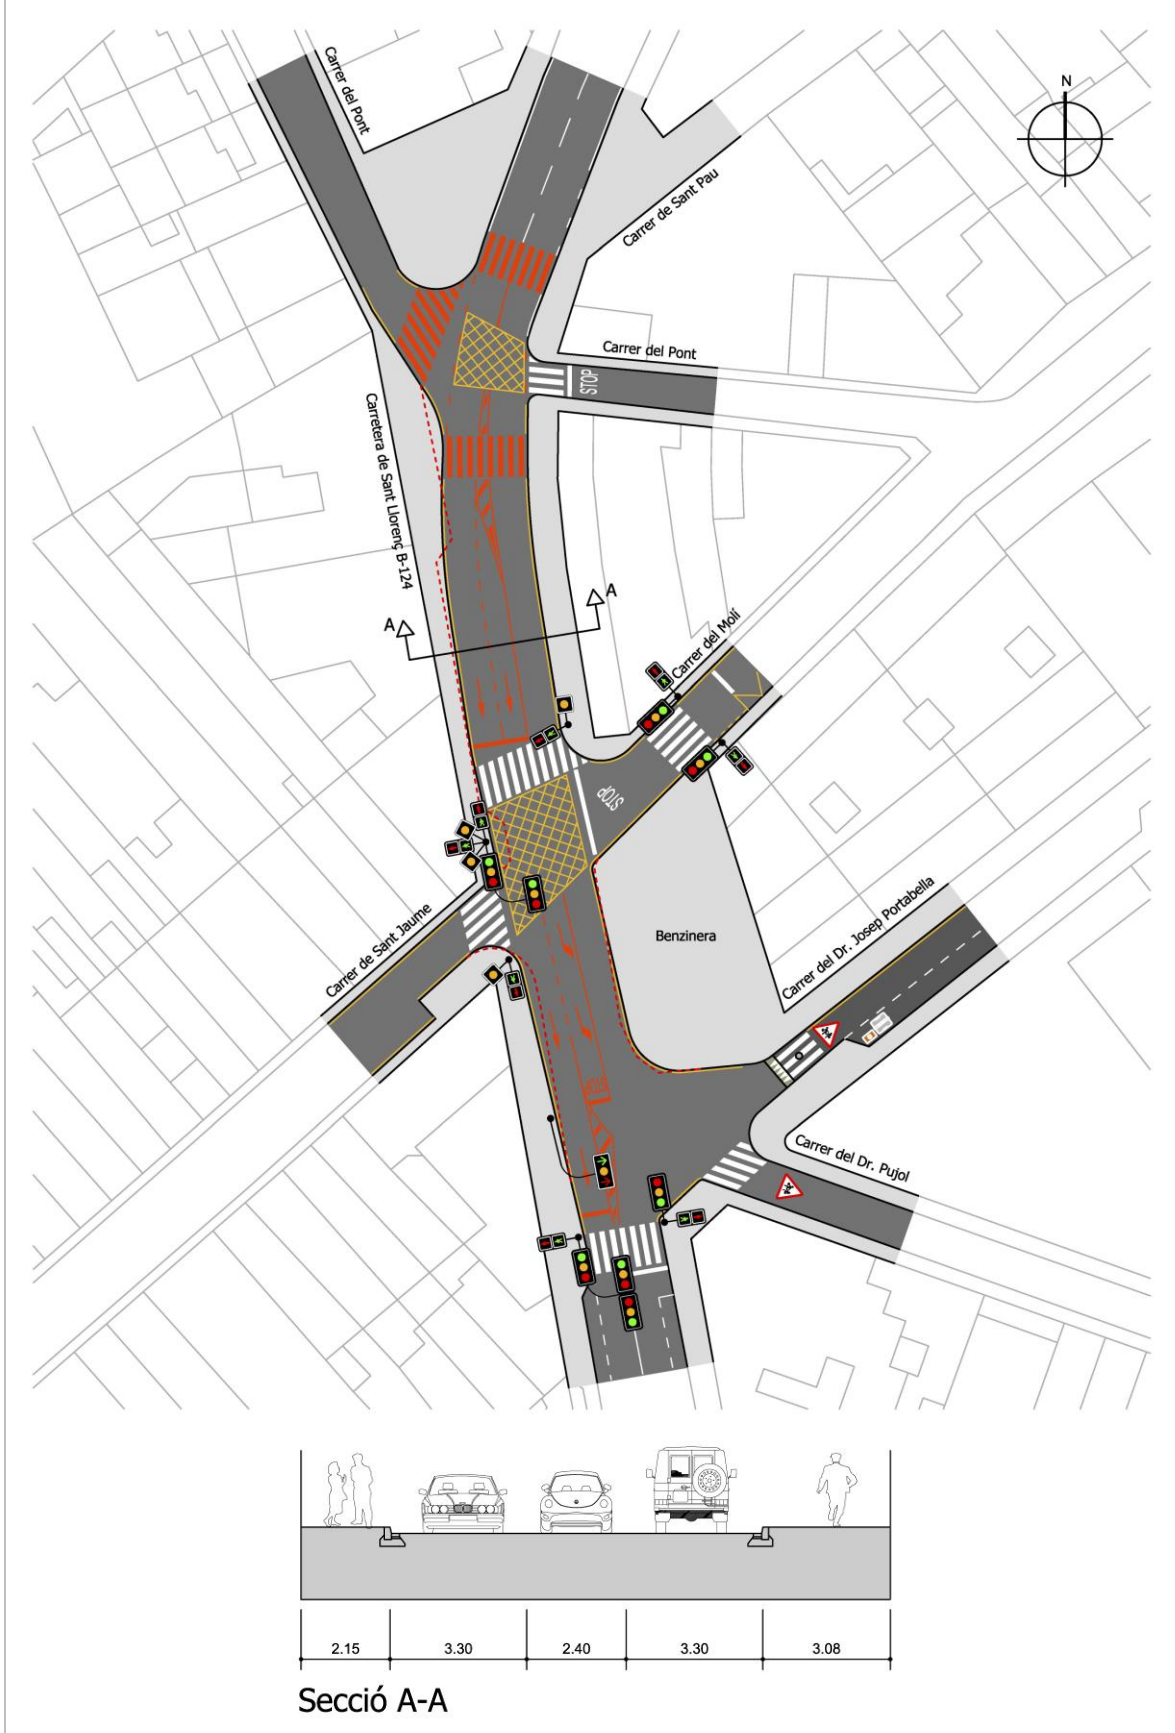 Carrer del Pont
N
Carrer de Sant Pau
Carrer del Pont
STOP
Carretera de Sant Llorenç B-124
A
A
Carrer del Molí
STOP
Carrer de Sant Jaume
Benzinera
Carrer del Dr. Josep Portabella
Carrer del Dr. Pujol
2.15 3.30 2.40 3.30 3.08
Secció A-A